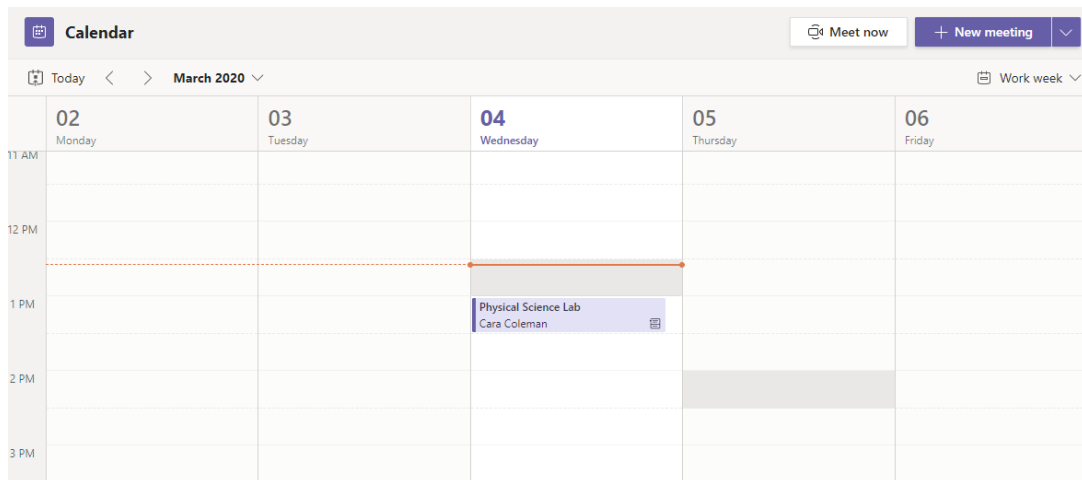 Calendar
Meet now
New meeting
Today
March 2020
Work week
02
03
04
05
06
Monday
Tuesday
Wednesday
Thursday
Friday
11 AM
12 PM
1 PM
Physical Science Lab
Cara Coleman
2 PM
3 PM